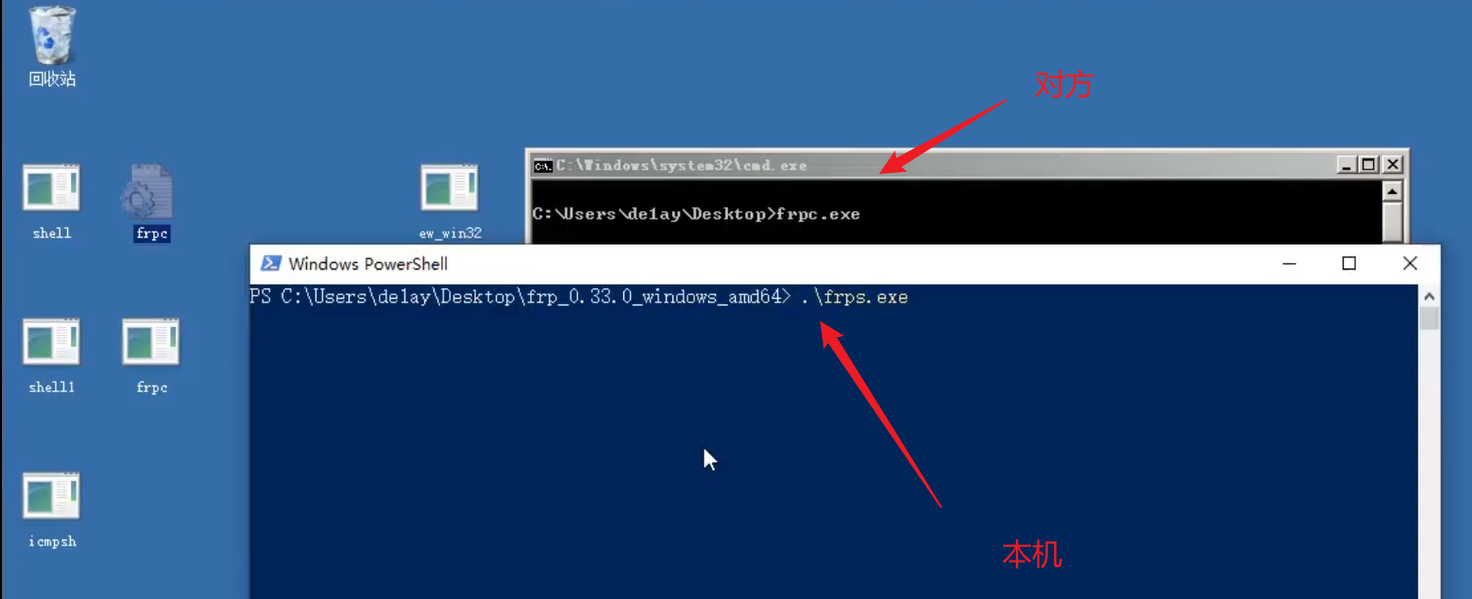 回收站
对方
C:\Windows\system32\cmd.exe
shell
frpc
ew_win32
C:\Users\de1ay\Desktop>frpc.exe
Windows PowerShell
PS C:\Users\de1ay\Desktop\frp_0.33.0_windows_amd64> .\frps.exe
shell1
frpc
icmpsh
本机